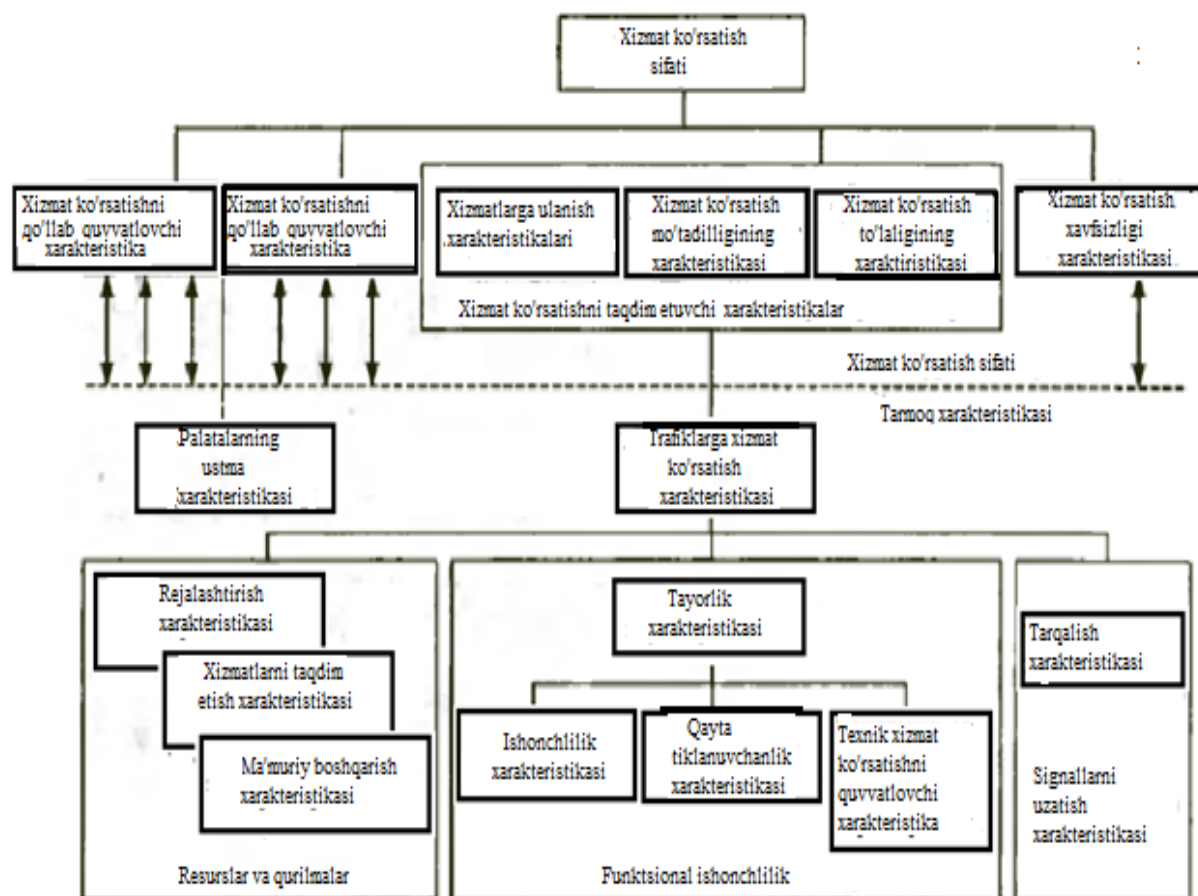 Xizmat ko'rsatish
sifati
Xizmat ko'rsatishni
qo'llab quvvatlovchi
xarakteristika
Xizmat ko'rsatishni
qo'llab quvvatlovchi
xarakteristika
Xizmatlarga ulanish
xarakteristikalari
Xizmat ko'rsatish
mo'tadilligining
xarakteristikasi
Xizmat ko'rsatish
to'laligining
xaraktiristikasi
Xizmat ko'rsatish
xavfsizligi
xarakteristikasi
Xizmat ko'rsatishni taqdim etuvchi xarakteristikalar
Xizmat ko'rsatish sifati
Tarmoq xarakteristikasi
Palatalarning
ustma
xarakteristikasi
Trafiklarga xizmat
ko'rsatish
xarakteristikasi
Rejalashtirish
xarakteristikasi
Xizmatlarni taqdim
etish xarakteristikasi
Ma'muriy boshqarish
xarakteristikasi
Resurslar va qurilmalar
Tayorlik
xarakteristikasi
Ishonchlilik
xarakteristikasi
Qayta
tiklanuvchanlik
xarakteristikasi
Texnik xizmat
ko'rsatishni
quvvatlovchi
xarakteristika
Funktsional ishonchlilik
Tarqalish
xarakteristikasi
Signallarni
uzatish
xarakteristikasi